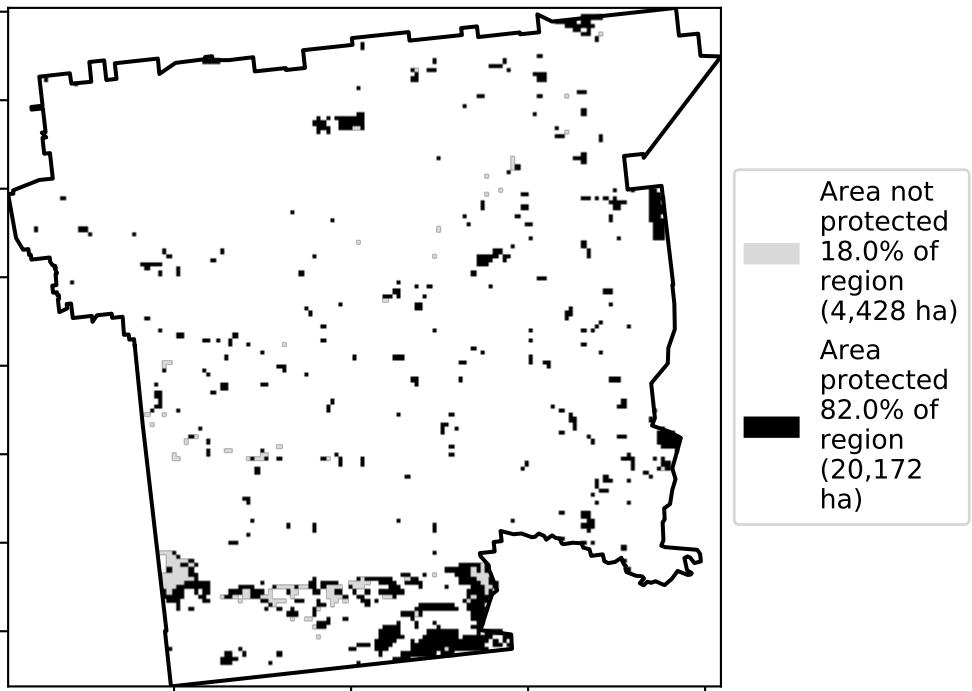 Area not
protected
18.0% of
region
(4,428 ha)
Area
protected
82.0% of
region
(20,172
ha)